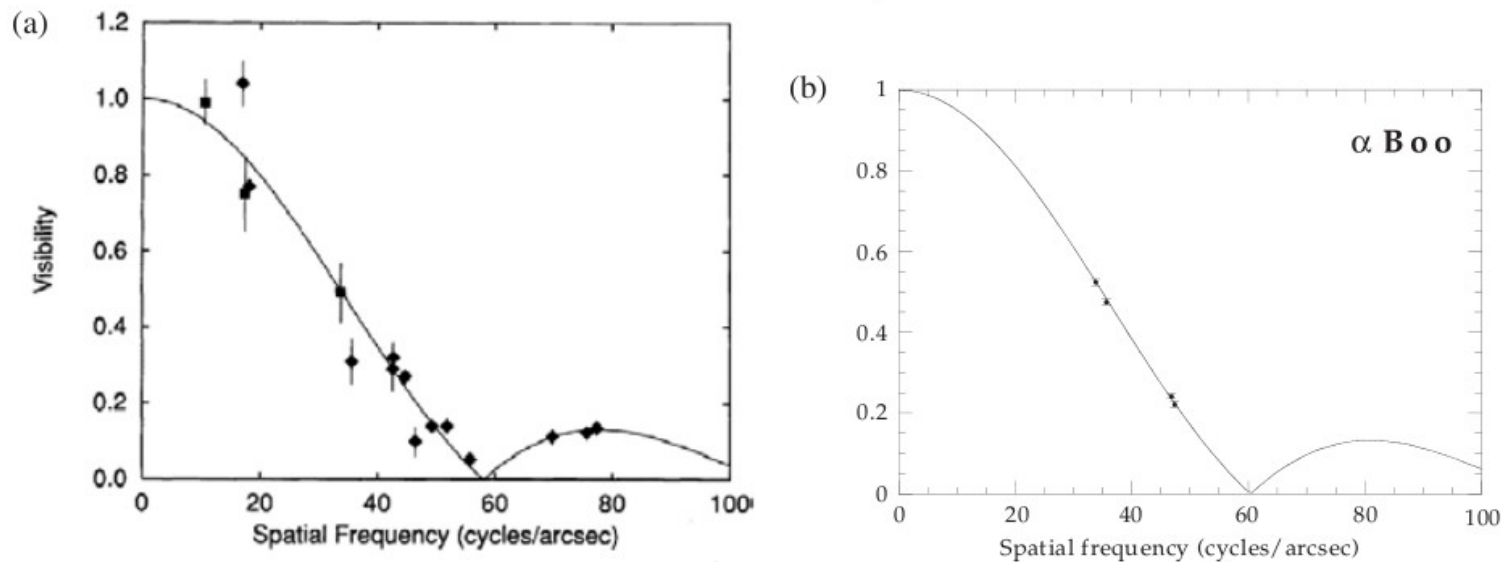 (a)
1.2
1.0
0.8
0.6
0.4
0.2
0.0
Visibility
0 20 40 60 80 100
Spatial Frequency (cycles/arcsec)
(b)
α Boo
1
0.8
0.6
0.4
0.2
0
0 20 40 60 80 100
Spatial frequency (cycles/arcsec)